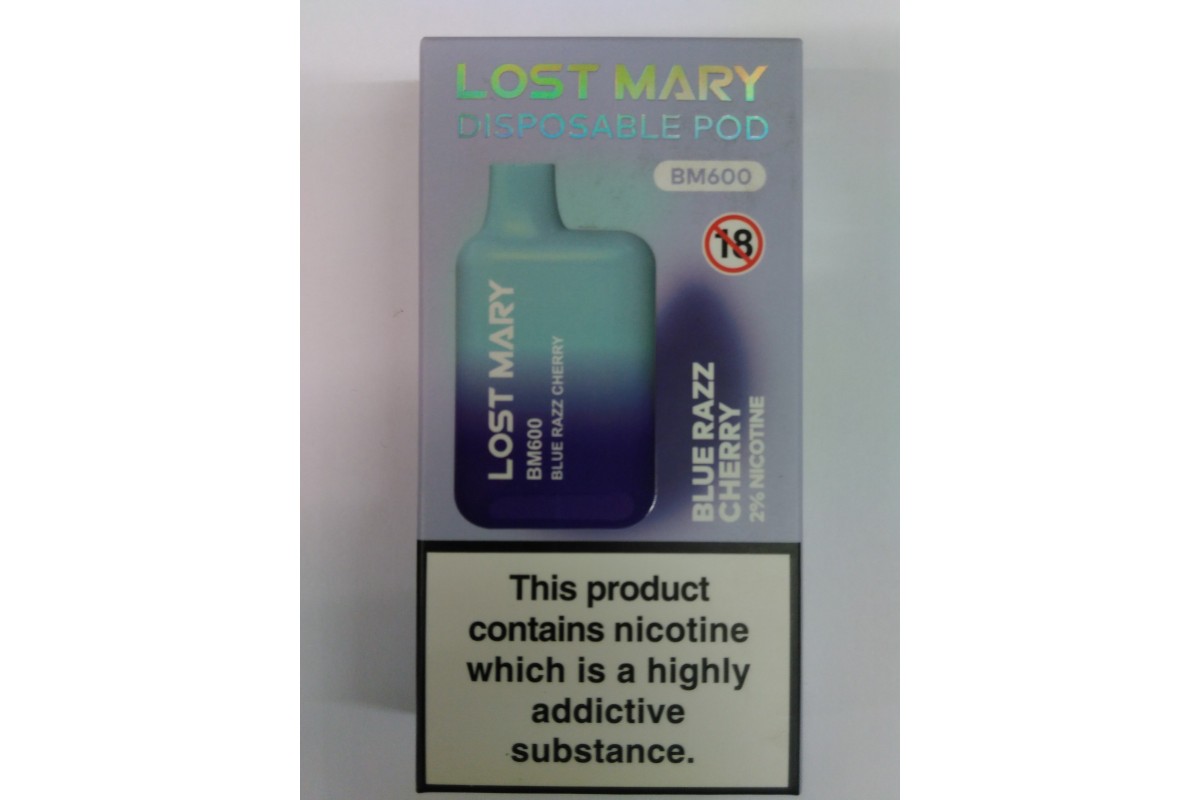 LOST MARY
DISPOSABLE POD
BM600
18
LOST MARY
BM600
BLUE RAZZ CHERRY
BLUE RAZZ
CHERRY
2% NICOTINE
This product
contains nicotine
which is a highly
addictive
substance.